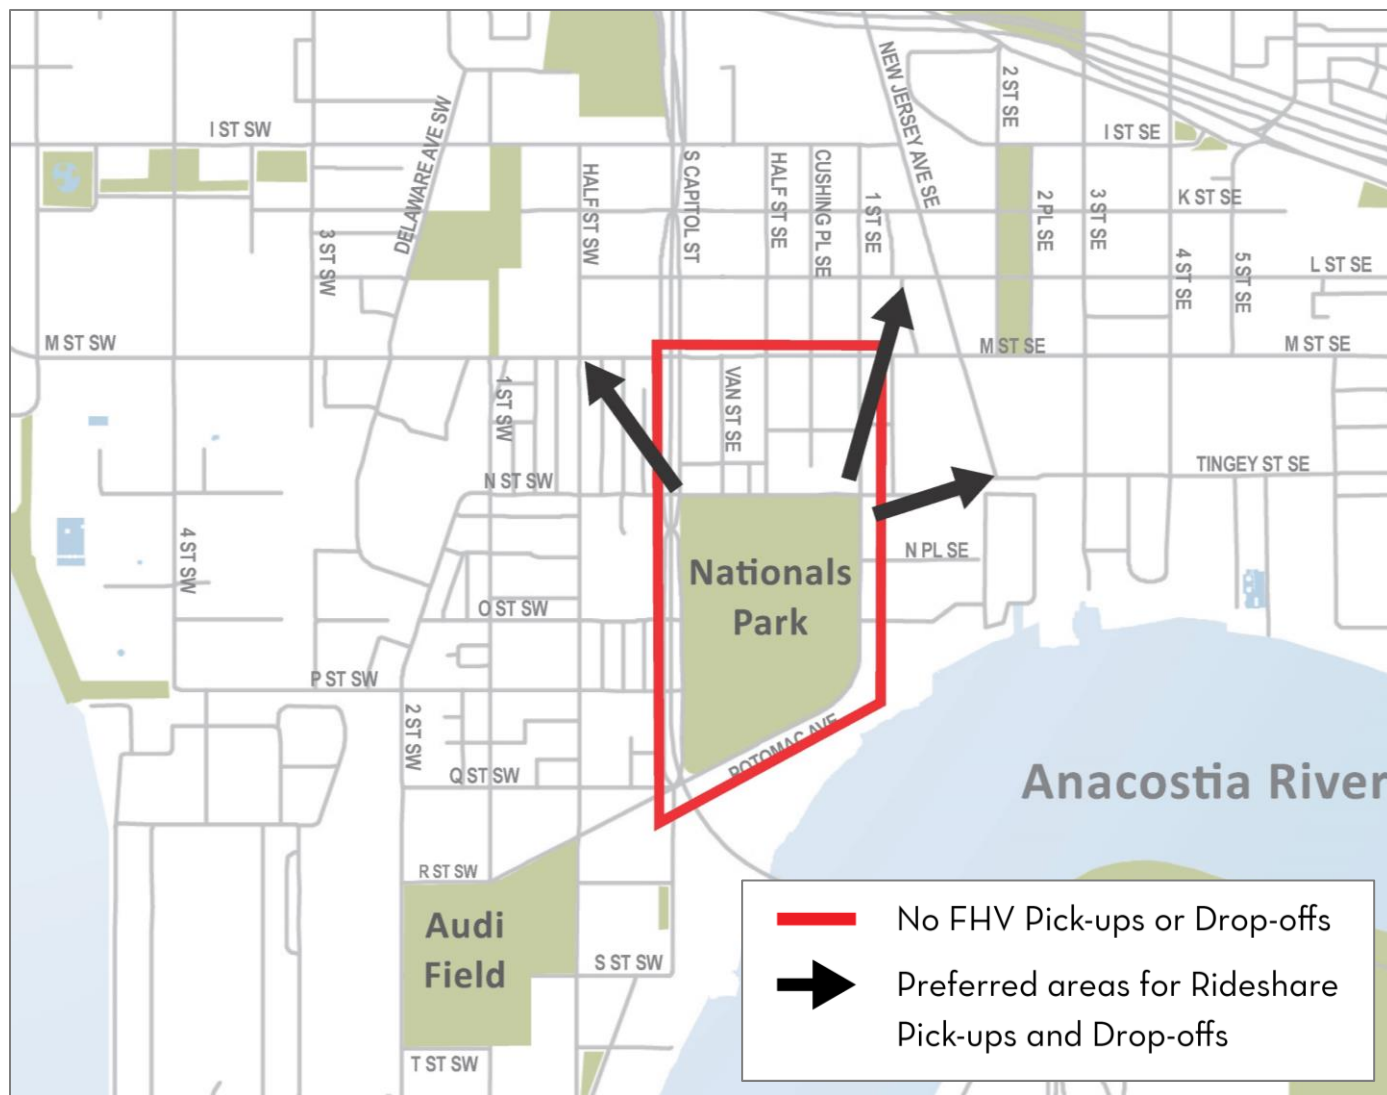 NEW JERSEY AVE SE
2 ST SE
I ST SW
I ST SE
DELAWARE AVE SW
HALF ST SW
S CAPITOL ST
HALF ST SE
CUSHING PL SE
1 ST SE
2 PL SE
3 ST SE
K ST SE
3 ST SW
4 ST SE
5 ST SE
L ST SE
M ST SW
M ST SE
M ST SE
1 ST SW
VAN ST SE
N ST SW
TINGEY ST SE
4 ST SW
N PL SE
Nationals
Park
O ST SW
P ST SW
2 ST SW
POTOMAC AVE
Q ST SW
Anacostia River
R ST SW
Audi
Field
S ST SW
T ST SW
No FHV Pick-ups or Drop-offs
Preferred areas for Rideshare
Pick-ups and Drop-offs